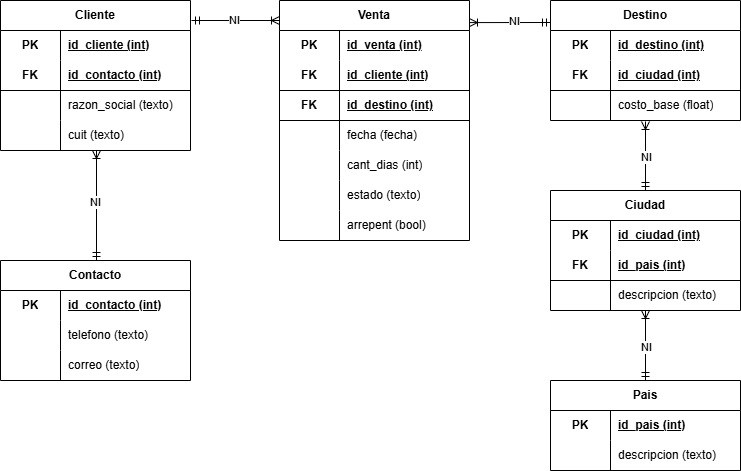 Cliente
PK id_cliente (int)
FK id_contacto (int)
razon_social (texto)
cuit (texto)
NI
Venta
PK id_venta (int)
FK id_cliente (int)
FK id_destino (int)
fecha (fecha)
cant_dias (int)
estado (texto)
arrepent (bool)
NI
Destino
PK id_destino (int)
FK id_ciudad (int)
costo_base (float)
NI
NI
Contacto
PK id_contacto (int)
telefono (texto)
correo (texto)
Ciudad
PK id_ciudad (int)
FK id_pais (int)
descripcion (texto)
NI
Pais
PK id_pais (int)
descripcion (texto)